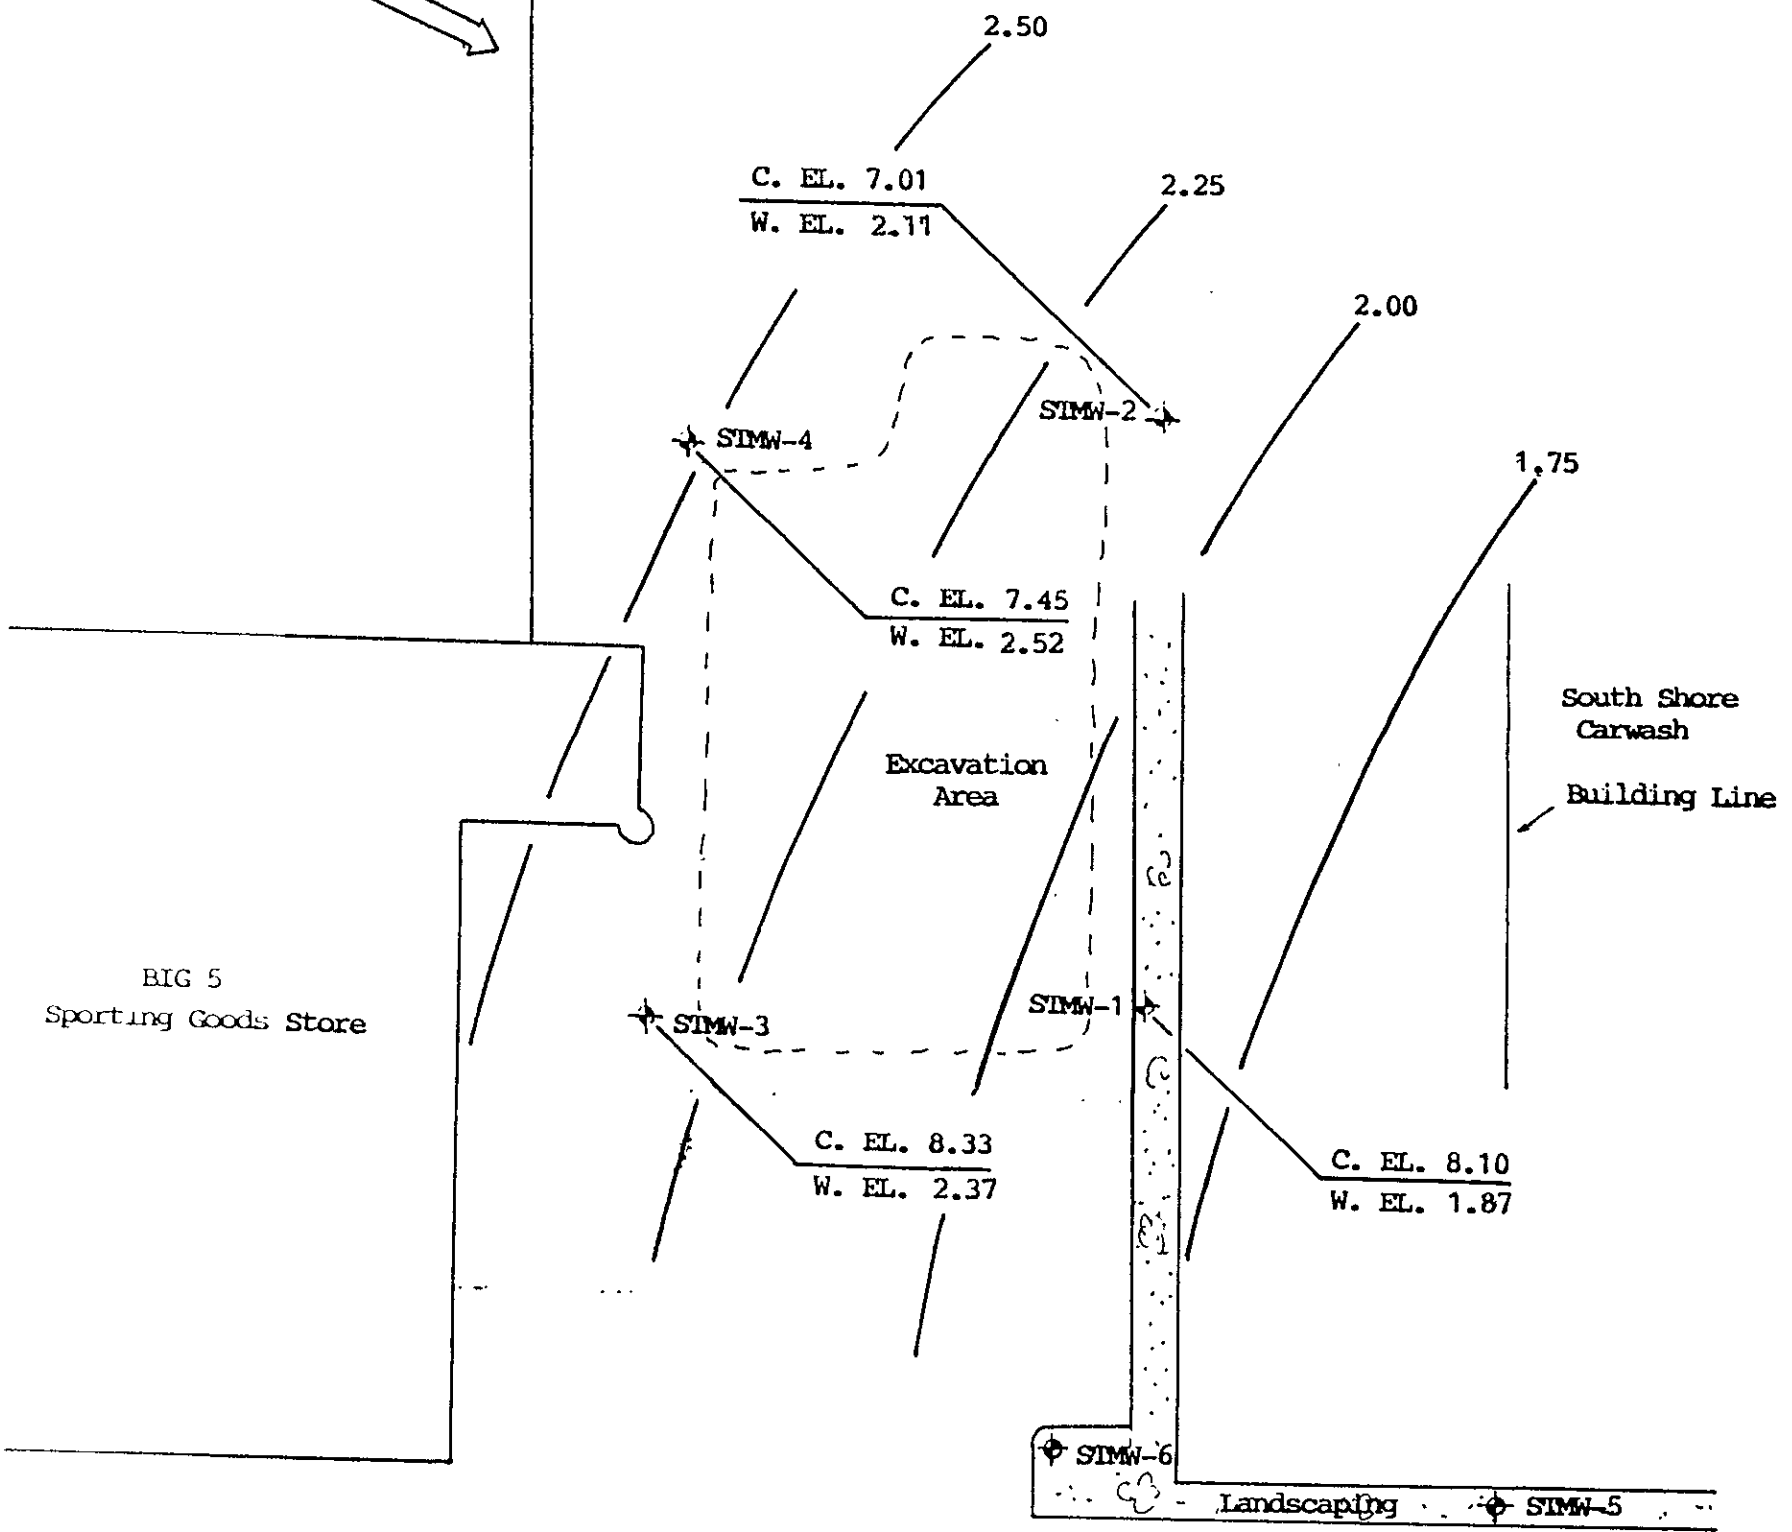 2.50
C. EL. 7.01
W. EL. 2.11
2.25
2.00
STMW-2
STMW-4
1.75
C. EL. 7.45
W. EL. 2.52
South Shore
Carwash
Excavation
Area
Building Line
BIG 5
Sporting Goods Store
STMW-3
STMW-1
C. EL. 8.33
W. EL. 2.37
C. EL. 8.10
W. EL. 1.87
STMW-6
Landscaping
STMW-5